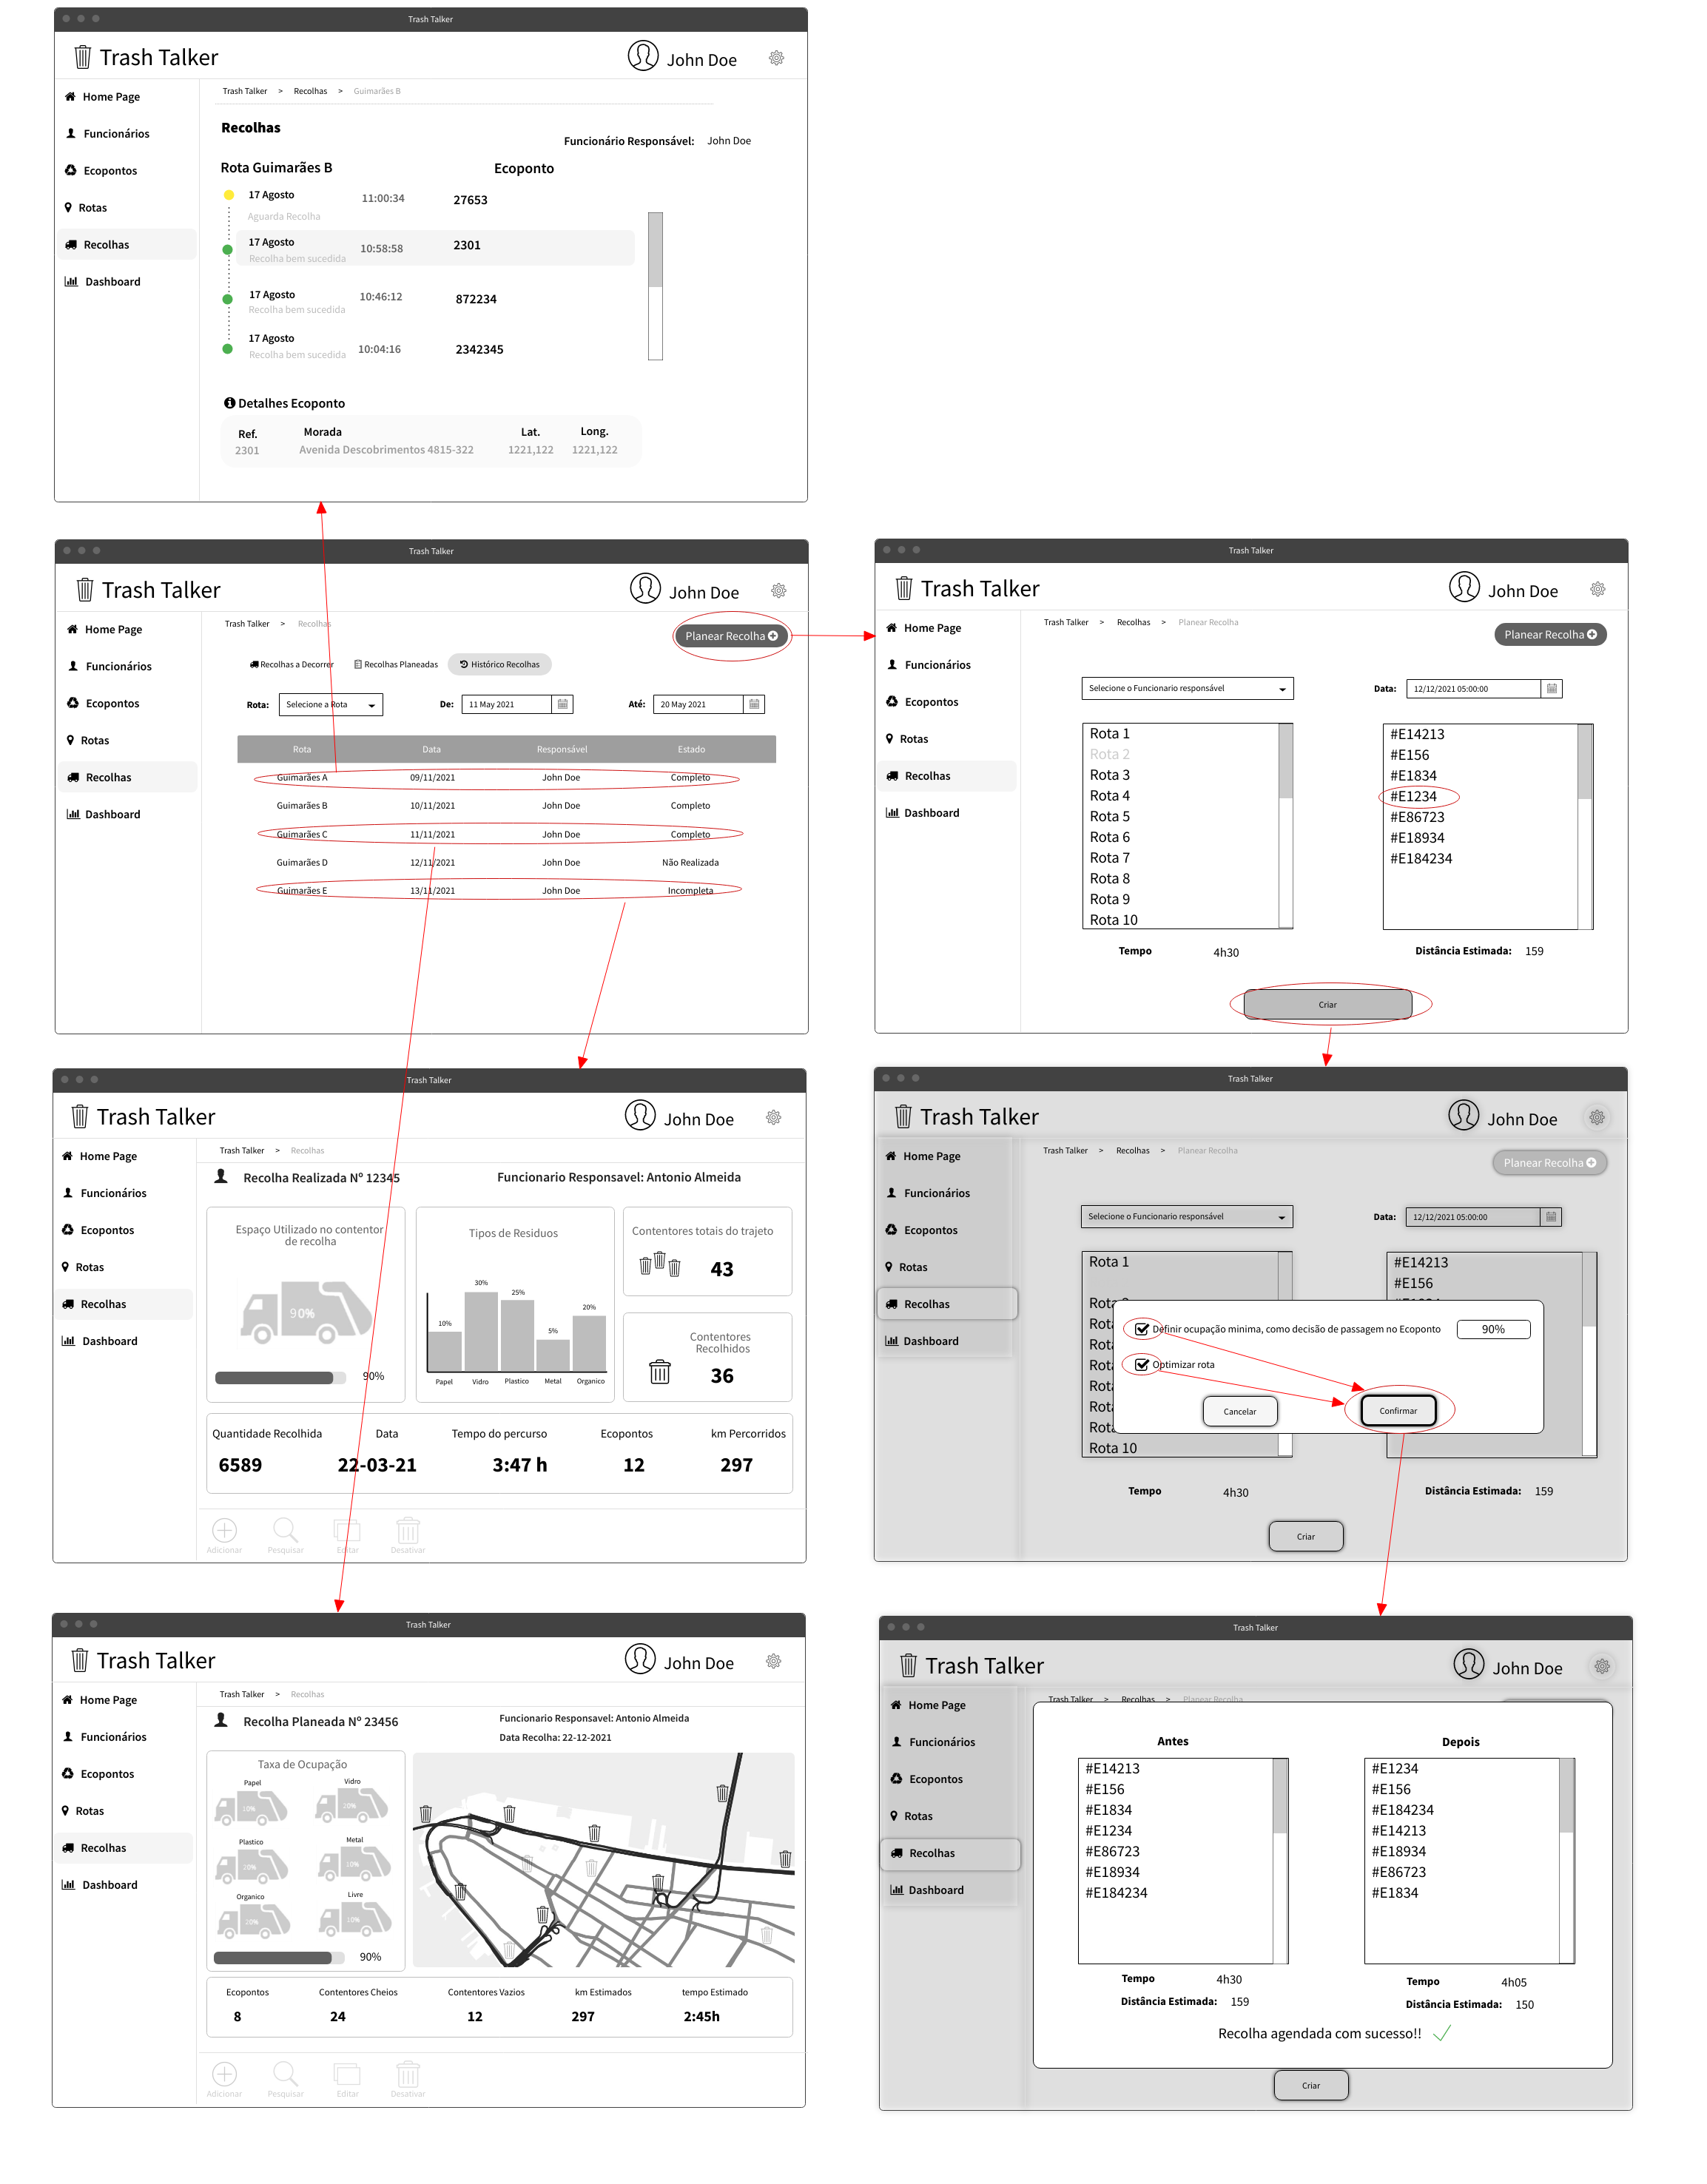 Trash Talker
Trash Talker
John Doe
Home Page
Funcionários
Ecopontos
Rotas
Recolhas
Dashboard
Trash Talker > Recolhas > Guimarães B
Recolhas
Funcionário Responsável: John Doe
Rota Guimarães B Ecoponto
17 Agosto 11:00:34 27653
Aguarda Recolha
17 Agosto 10:58:58 2301
Recolha bem sucedida
17 Agosto 10:46:12 872234
Recolha bem sucedida
17 Agosto 10:04:16 2342345
Recolha bem sucedida
Detalhes Ecoponto
Ref. Morada Lat. Long.
2301 Avenida Descobrimentos 4815-322 1221,122 1221,122
Trash Talker
Trash Talker
John Doe
Home Page
Funcionários
Ecopontos
Rotas
Recolhas
Dashboard
Trash Talker > Recolhas
Planear Recolha
Recolhas a Decorrer Recolhas Planeadas Histórico Recolhas
Rota: Selecione a Rota De: 11 May 2021 Até: 20 May 2021
Rota Data Responsável Estado
Guimarães A 09/11/2021 John Doe Completo
Guimarães B 10/11/2021 John Doe Completo
Guimarães C 11/11/2021 John Doe Completo
Guimarães D 12/11/2021 John Doe Não Realizada
Guimarães E 13/11/2021 John Doe Incompleta
Trash Talker
Trash Talker
John Doe
Home Page
Funcionários
Ecopontos
Rotas
Recolhas
Dashboard
Trash Talker > Recolhas > Planear Recolha
Planear Recolha
Selecione o Funcionario responsável
Data: 12/12/2021 05:00:00
Rota 1
Rota 2
Rota 3
Rota 4
Rota 5
Rota 6
Rota 7
Rota 8
Rota 9
Rota 10
#E14213
#E156
#E1834
#E1234
#E86723
#E18934
#E184234
Tempo 4h30
Distância Estimada: 159
Criar
Trash Talker
Trash Talker
John Doe
Home Page
Funcionários
Ecopontos
Rotas
Recolhas
Dashboard
Trash Talker > Recolhas
Recolha Realizada Nº 12345
Funcionario Responsavel: Antonio Almeida
Espaço Utilizado no contentor
de recolha
90%
90%
Tipos de Residuos
10% 30% 25% 5% 20%
Papel Vidro Plastico Metal Organico
Contentores totais do trajeto
43
Contentores
Recolhidos
36
Quantidade Recolhida Data Tempo do percurso Ecopontos km Percorridos
6589 22-03-21 3:47 h 12 297
Adicionar Pesquisar Editar Desativar
Trash Talker
Trash Talker
John Doe
Home Page
Funcionários
Ecopontos
Rotas
Recolhas
Dashboard
Trash Talker > Recolhas > Planear Recolha
Planear Recolha
Selecione o Funcionario responsável
Data: 12/12/2021 05:00:00
Rota 1
Rota
Rota
Rota
Rota
Rota
Rota
Rota
Rota 10
#E14213
#E156
Definir ocupação minima, como decisão de passagem no Ecoponto 90%
Optimizar rota
Cancelar Confirmar
Tempo 4h30
Distância Estimada: 159
Criar
Trash Talker
Trash Talker
John Doe
Home Page
Funcionários
Ecopontos
Rotas
Recolhas
Dashboard
Trash Talker > Recolhas
Recolha Planeada Nº 23456
Funcionario Responsavel: Antonio Almeida
Data Recolha: 22-12-2021
Taxa de Ocupação
Papel Vidro
10% 20%
Plastico Metal
20% 10%
Organico Livre
10% 10%
90%
Ecopontos Contentores Cheios Contentores Vazios km Estimados tempo Estimado
8 24 12 297 2:45h
Adicionar Pesquisar Editar Desativar
Trash Talker
Trash Talker
John Doe
Home Page
Funcionários
Ecopontos
Rotas
Recolhas
Dashboard
Trash Talker > Recolhas > Planear Recolha
Antes
#E14213
#E156
#E1834
#E1234
#E86723
#E18934
#E184234
Tempo 4h30
Distância Estimada: 159
Depois
#E1234
#E156
#E184234
#E14213
#E18934
#E86723
#E1834
Tempo 4h05
Distância Estimada: 150
Recolha agendada com sucesso!!
Criar